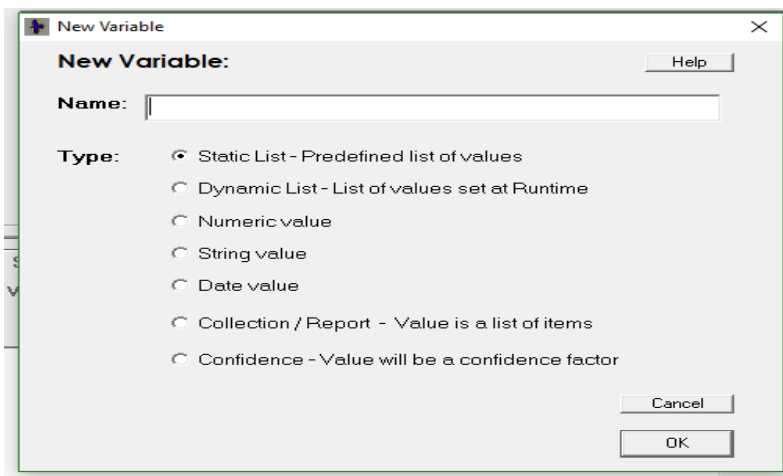 New Variable
New Variable:
Help
Name:
Type:
Static List - Predefined list of values
Dynamic List - List of values set at Runtime
Numeric value
String value
Date value
Collection / Report - Value is a list of items
Confidence - Value will be a confidence factor
Cancel
OK